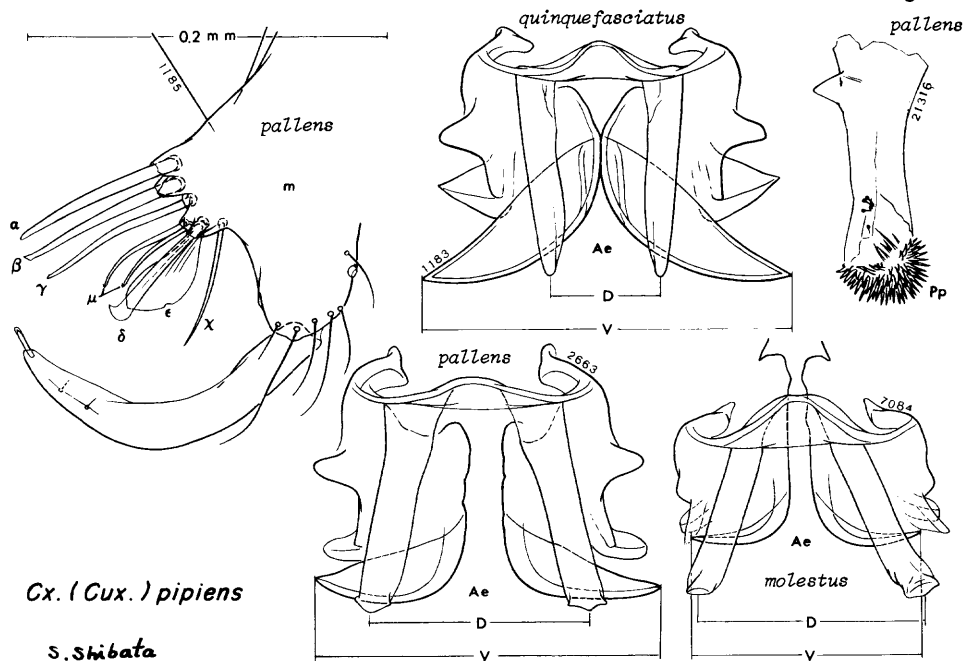 quinquefasciatus
pallens
0.2 mm
1185
pallens
m
21316
α
β
γ
μ
δ
ε
χ
1183
Ae
D
V
Pp
pallens
2663
7084
Ae
D
V
Ae
molestus
D
V
Cx. (Cux.) pipiens
S. Shibata